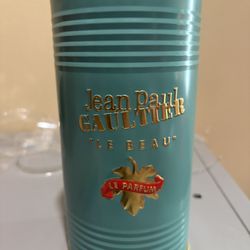 Jean Paul
GAULTIER
"LE BEAU"
LE PARFUM